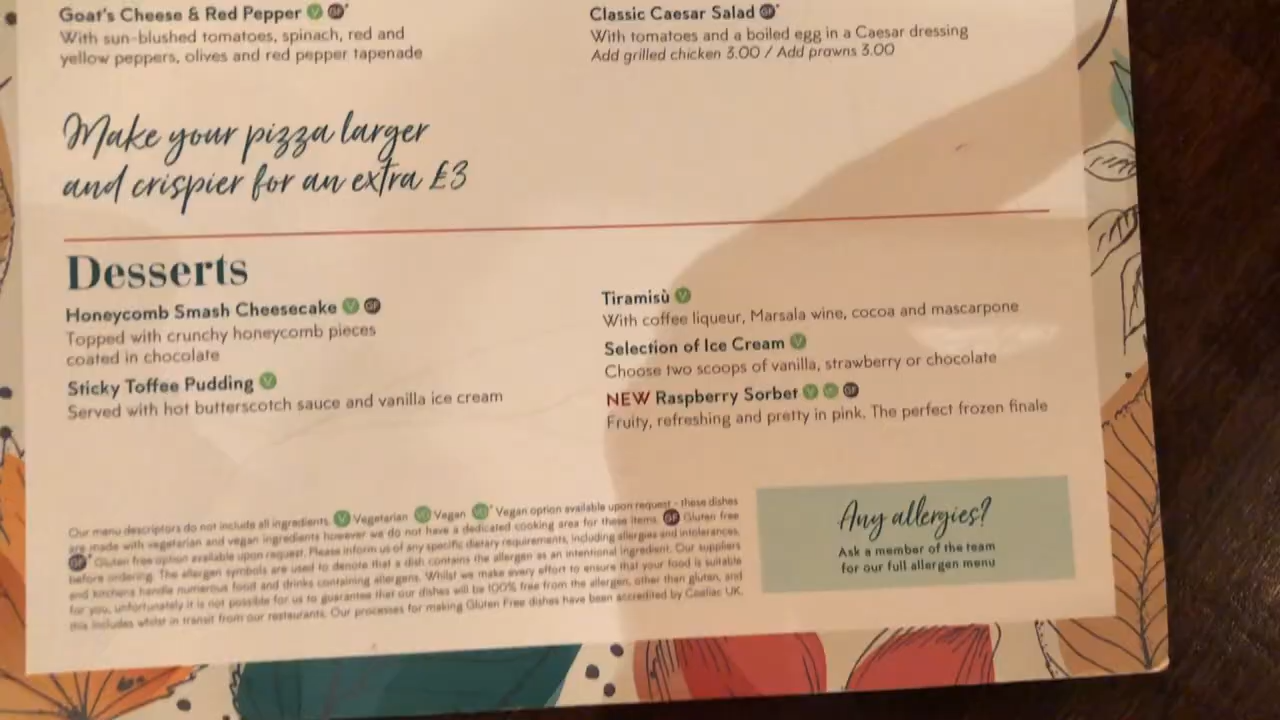 Goat's Cheese & Red Pepper V GF*
With sun-blushed tomatoes, spinach, red and
yellow peppers, olives and red pepper tapenade
Classic Caesar Salad GF*
With tomatoes and a boiled egg in a Caesar dressing
Add grilled chicken 3.00 / Add prawns 3.00
Make your pizza larger
and crispier for an extra £3
Desserts
Honeycomb Smash Cheesecake V GF
Topped with crunchy honeycomb pieces
coated in chocolate
Sticky Toffee Pudding V
Served with hot butterscotch sauce and vanilla ice cream
Tiramisù V
With coffee liqueur, Marsala wine, cocoa and mascarpone
Selection of Ice Cream V
Choose two scoops of vanilla, strawberry or chocolate
NEW Raspberry Sorbet V VG GF
Fruity, refreshing and pretty in pink. The perfect frozen finale
Our menu descriptors do not include all ingredients. V Vegetarian VG Vegan VG* Vegan option available upon request - these dishes
are made with vegetarian and vegan ingredients however we do not have a dedicated cooking area for these items. GF Gluten free
GF* Gluten free option available upon request. Please inform us of any specific dietary requirements, including allergies and intolerances,
before ordering. The allergen symbols are used to denote that a dish contains the allergen as an intentional ingredient. Our suppliers
and kitchens handle numerous food and drinks containing allergens. Whilst we make every effort to ensure that your food is suitable
for you, unfortunately it is not possible for us to guarantee that our dishes will be 100% free from the allergen, other than gluten, and
this includes whilst in transit from our restaurants. Our processes for making Gluten Free dishes have been accredited by Coeliac UK.
Any allergies?
Ask a member of the team
for our full allergen menu